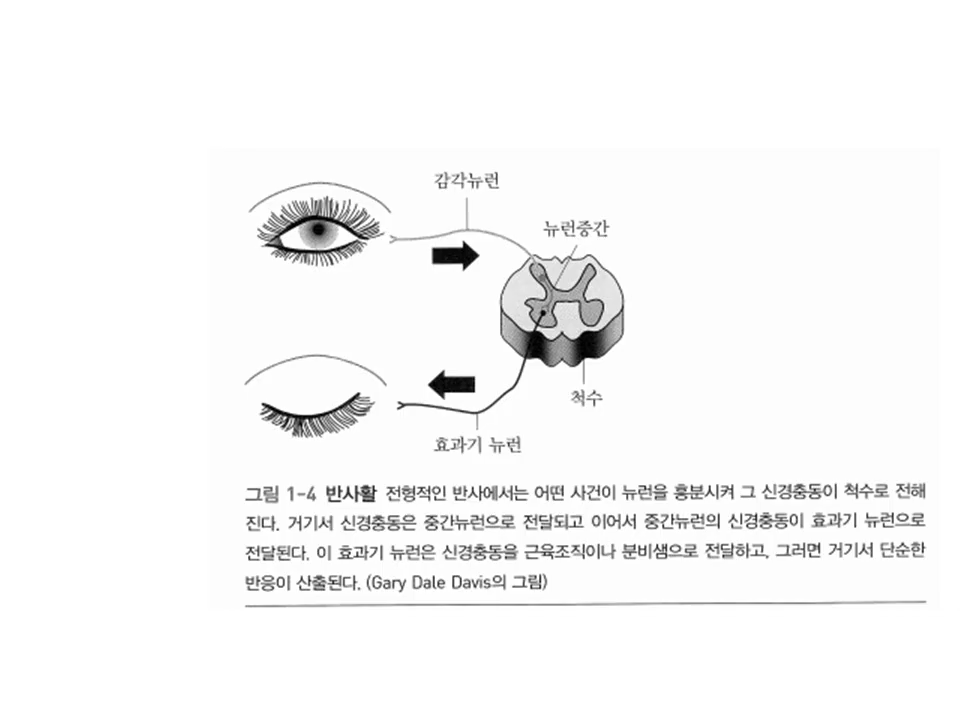 감각뉴런
뉴런중간
척수
효과기 뉴런
그림 1-4 반사활 전형적인 반사에서는 어떤 사건이 뉴런을 흥분시켜 그 신경충동이 척수로 전해
진다. 거기서 신경충동은 중간뉴런으로 전달되고 이어서 중간뉴런의 신경충동이 효과기 뉴런으로
전달된다. 이 효과기 뉴런은 신경충동을 근육조직이나 분비샘으로 전달하고, 그러면 거기서 단순한
반응이 산출된다. (Gary Dale Davis의 그림)